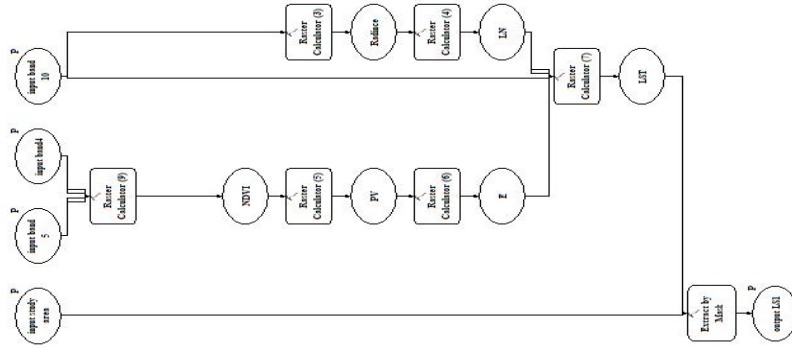 P
input band
10
P
input band4
P
input band
5
P
input study
area
Raster
Calculator (3)
Radince
Raster
Calculator (4)
LN
Raster
Calculator (9)
NDVI
Raster
Calculator (5)
PV
Raster
Calculator (6)
E
Raster
Calculator (7)
LST
Extract by
Mask
P
output LS1